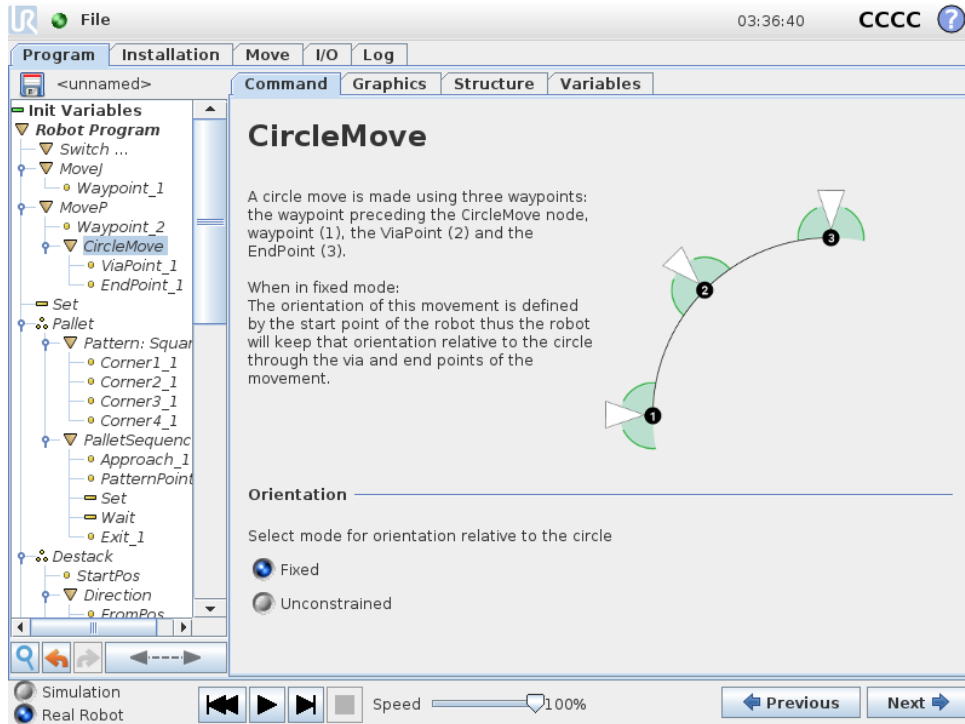 UR File 03:36:40 CCCC ?
Program Installation Move I/O Log
<unnamed>
Command Graphics Structure Variables
Init Variables
Robot Program
Switch ...
MoveJ
Waypoint_1
MoveP
Waypoint_2
CircleMove
ViaPoint_1
EndPoint_1
Set
Pallet
Pattern: Squar
Corner1_1
Corner2_1
Corner3_1
Corner4_1
PalletSequenc
Approach_1
PatternPoint
Set
Wait
Exit_1
Destack
StartPos
Direction
FromPos
CircleMove
A circle move is made using three waypoints:
the waypoint preceding the CircleMove node,
waypoint (1), the ViaPoint (2) and the
EndPoint (3).
When in fixed mode:
The orientation of this movement is defined
by the start point of the robot thus the robot
will keep that orientation relative to the circle
through the via and end points of the
movement.
3
2
1
Orientation
Select mode for orientation relative to the circle
Fixed
Unconstrained
Simulation
Real Robot
Speed 100%
Previous Next